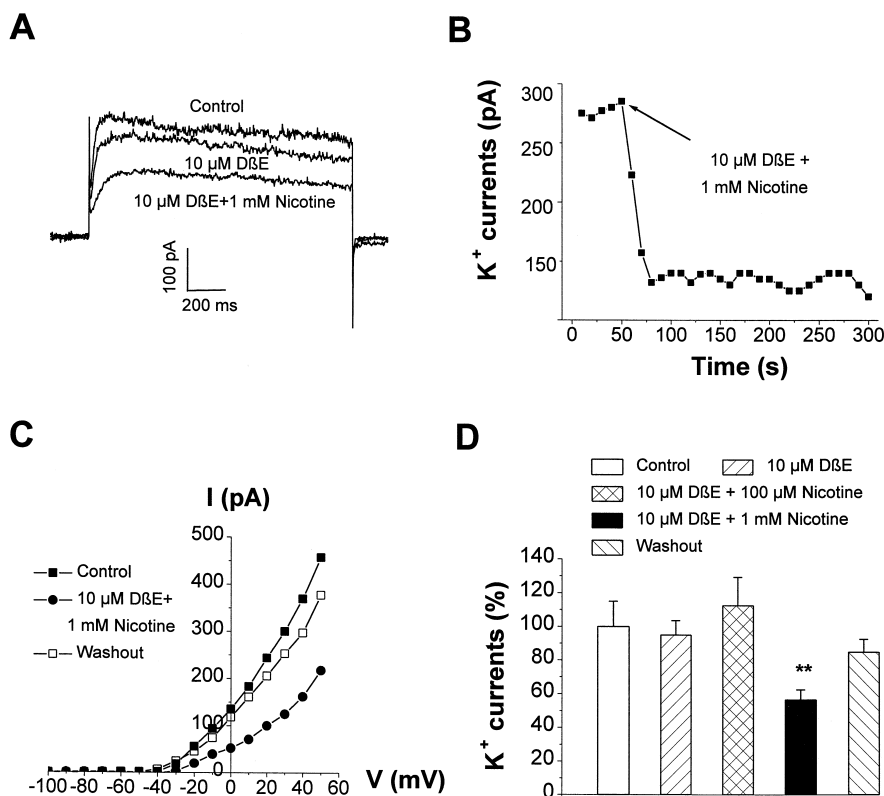 A
Control
10 µM DßE
10 µM DßE+1 mM Nicotine
100 pA
200 ms
B
K+ currents (pA)
300
250
200
150
10 µM DßE +
1 mM Nicotine
0 50 100 150 200 250 300
Time (s)
C
I (pA)
500
400
300
200
100
0
Control
10 µM DßE+
1 mM Nicotine
Washout
-100 -80 -60 -40 -20 0 20 40 60
V (mV)
D
Control
10 µM DßE
10 µM DßE + 100 µM Nicotine
10 µM DßE + 1 mM Nicotine
Washout
K+ currents (%)
140
120
100
80
60
40
20
0
**